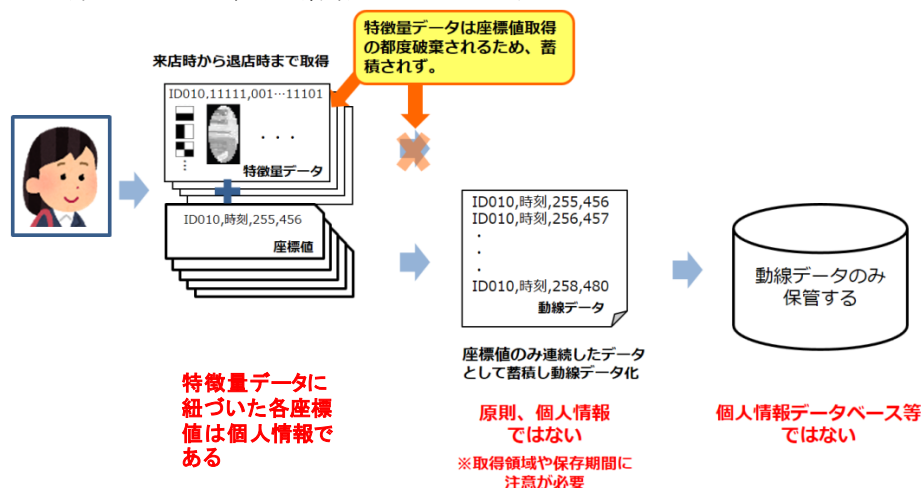 特徴量データは座標値取得
の都度破棄されるため、蓄
積されず。
来店時から退店時まで取得
ID010.11111,001…11101
・・・
⋮
特徴量データ
ID010,時刻,255,456
座標値
ID010,時刻,255,456
ID010,時刻,256,457
・
・
・
ID010,時刻,258,480
動線データ
動線データのみ
保管する
座標値のみ連続したデータ
として蓄積し動線データ化
特徴量データに
紐づいた各座標
値は個人情報で
ある
原則、個人情報
ではない
※取得領域や保存期間に
注意が必要
個人情報データベース等
ではない